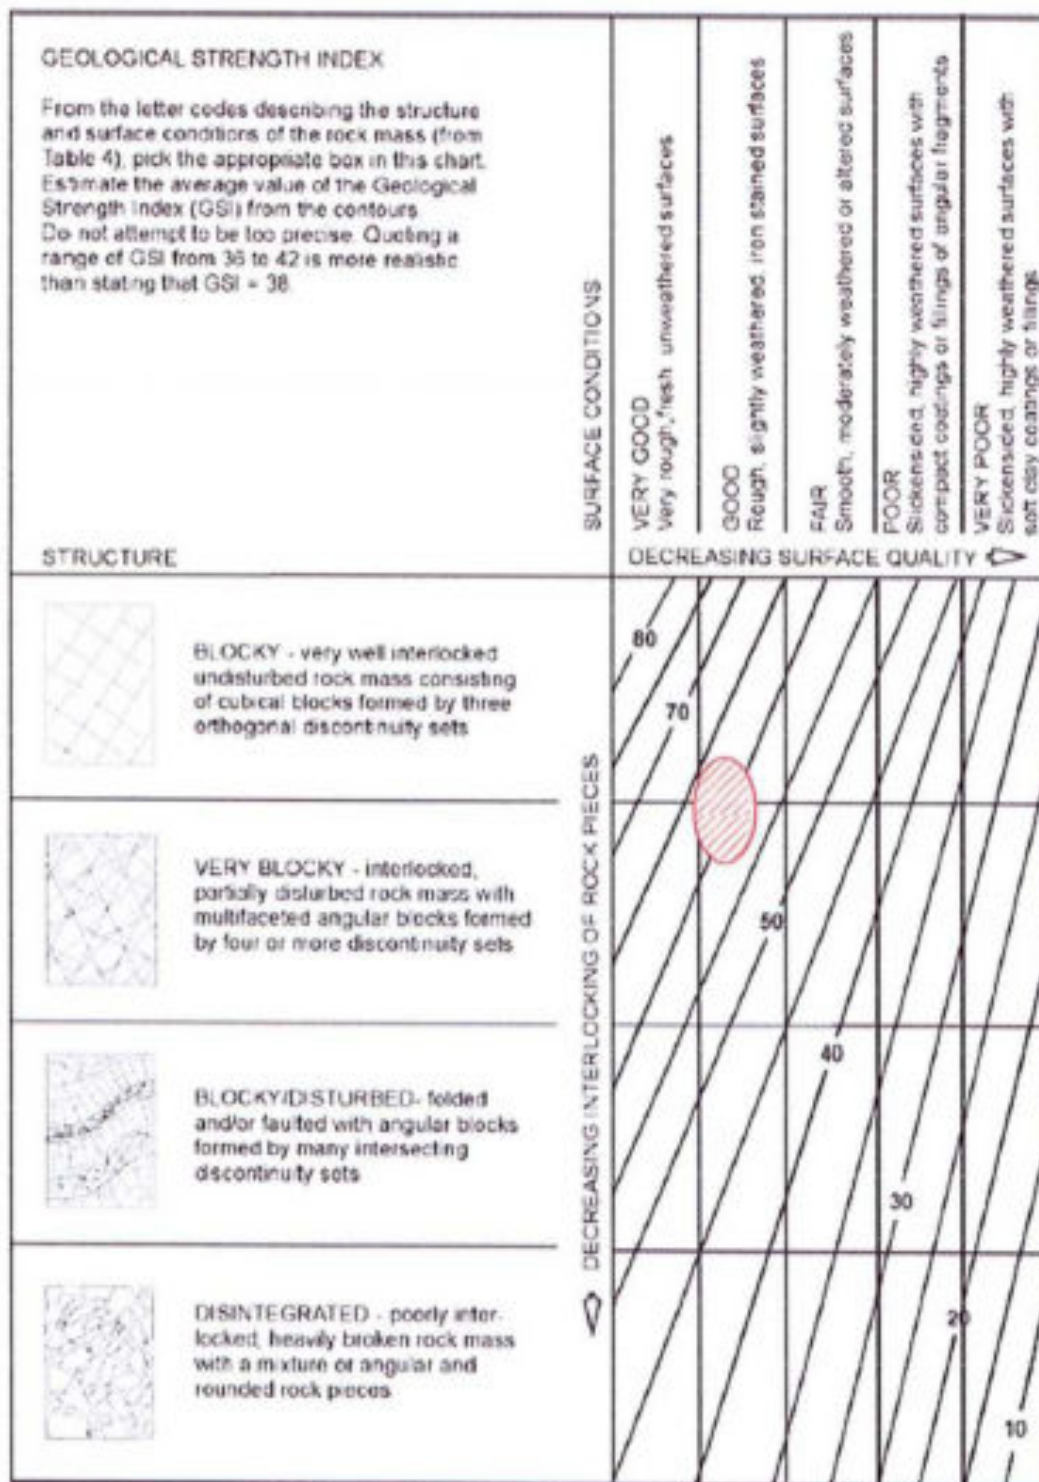 GEOLOGICAL STRENGTH INDEX
From the letter codes describing the structure
and surface conditions of the rock mass (from
Table 4), pick the appropriate box in this chart.
Estimate the average value of the Geological
Strength Index (GSI) from the contours.
Do not attempt to be too precise. Quoting a
range of GSI from 36 to 42 is more realistic
than stating that GSI = 38.
SURFACE CONDITIONS
VERY GOOD
Very rough, fresh unweathered surfaces
GOOD
Rough, slightly weathered, iron stained surfaces
FAIR
Smooth, moderately weathered or altered surfaces
POOR
Slickensided, highly weathered surfaces with
compact coatings or fillings of angular fragments
VERY POOR
Slickensided, highly weathered surfaces with
soft clay coatings or fillings
STRUCTURE
DECREASING SURFACE QUALITY
DECREASING INTERLOCKING OF ROCK PIECES
BLOCKY - very well interlocked
undisturbed rock mass consisting
of cubical blocks formed by three
orthogonal discontinuity sets
VERY BLOCKY - interlocked,
partially disturbed rock mass with
multifaceted angular blocks formed
by four or more discontinuity sets
BLOCKY/DISTURBED- folded
and/or faulted with angular blocks
formed by many intersecting
discontinuity sets
DISINTEGRATED - poorly inter-
locked, heavily broken rock mass
with a mixture or angular and
rounded rock pieces
80
70
50
40
30
20
10